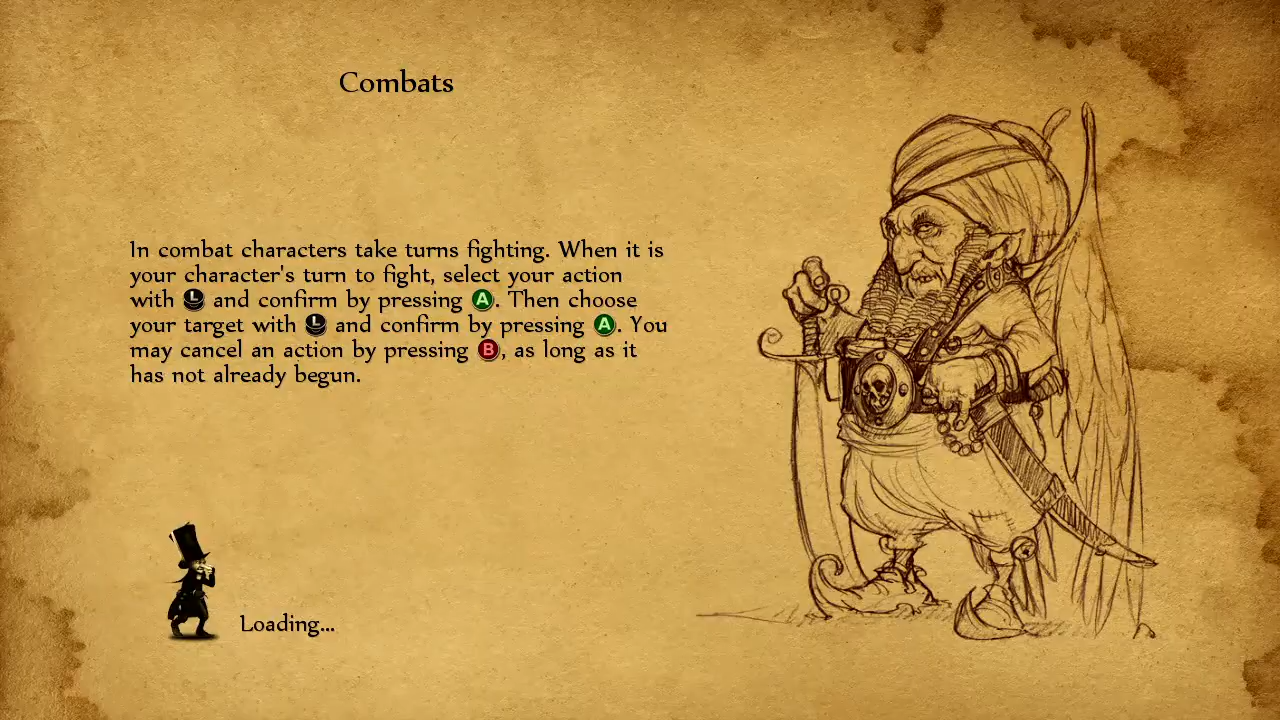 Combats
In combat characters take turns fighting. When it is
your character's turn to fight, select your action
with L and confirm by pressing A. Then choose
your target with L and confirm by pressing A. You
may cancel an action by pressing B, as long as it
has not already begun.
Loading...